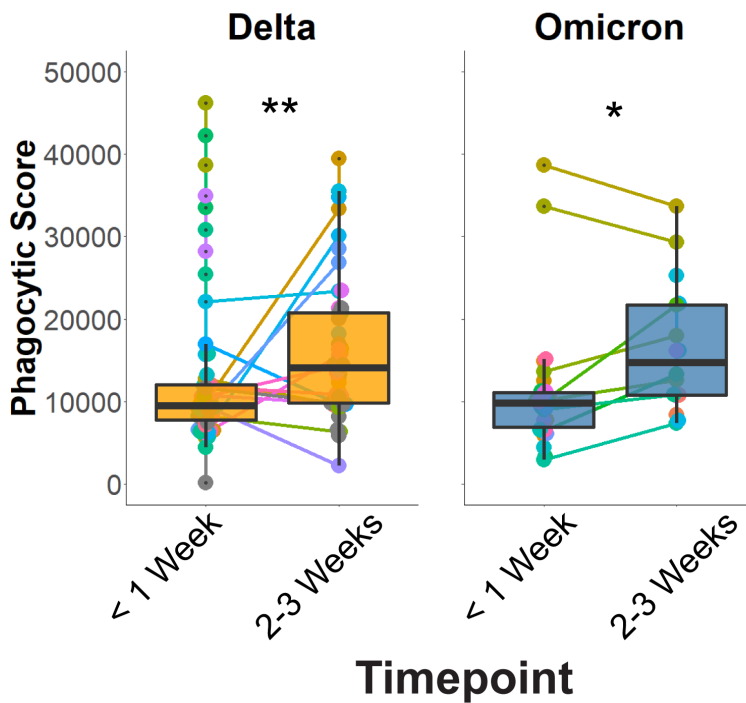 Delta
Omicron
Phagocytic Score
50000
40000
30000
20000
10000
0
**
*
< 1 Week
2-3 Weeks
< 1 Week
2-3 Weeks
Timepoint